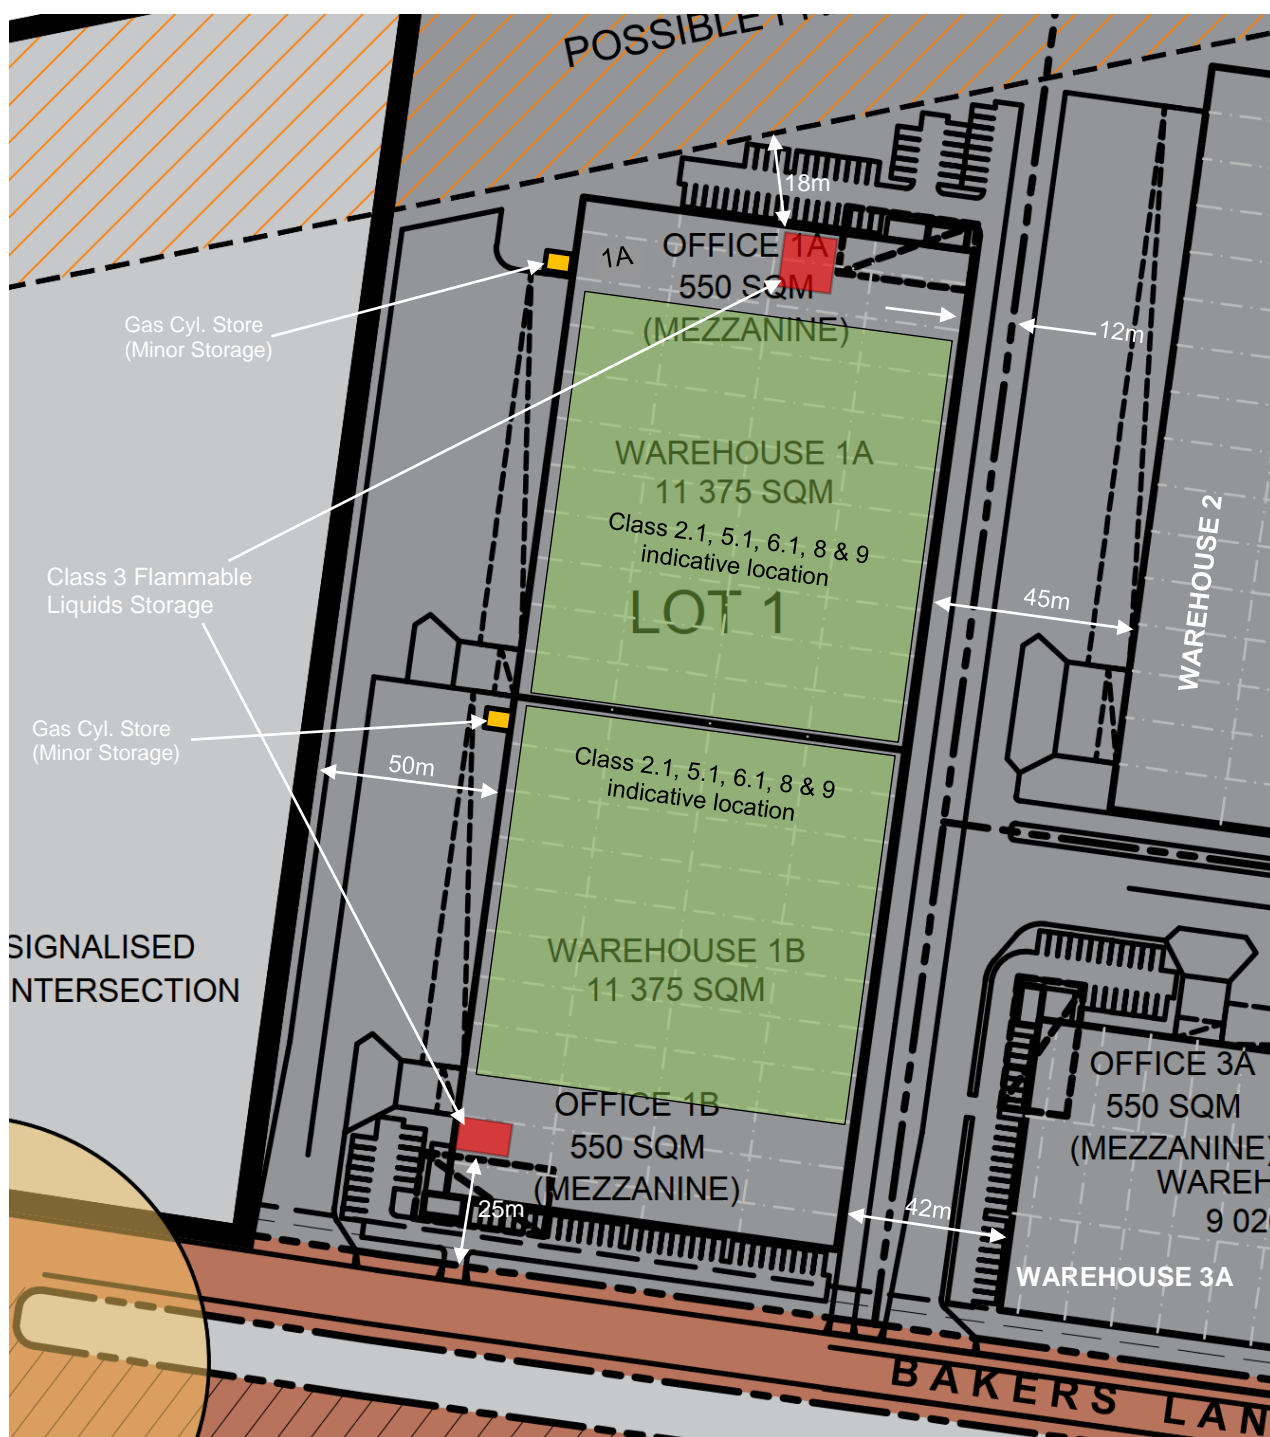 POSSIBLE
18m
1A
OFFICE 1A
550 SQM
(MEZZANINE)
Gas Cyl. Store
(Minor Storage)
12m
WAREHOUSE 1A
11 375 SQM
Class 2.1, 5.1, 6.1, 8 & 9
indicative location
LOT 1
WAREHOUSE 2
Class 3 Flammable
Liquids Storage
45m
Gas Cyl. Store
(Minor Storage)
50m
Class 2.1, 5.1, 6.1, 8 & 9
indicative location
SIGNALISED
NTERSECTION
WAREHOUSE 1B
11 375 SQM
OFFICE 1B
550 SQM
(MEZZANINE)
25m
42m
OFFICE 3A
550 SQM
(MEZZANINE)
WAREH
9 02
WAREHOUSE 3A
BAKERS LAN